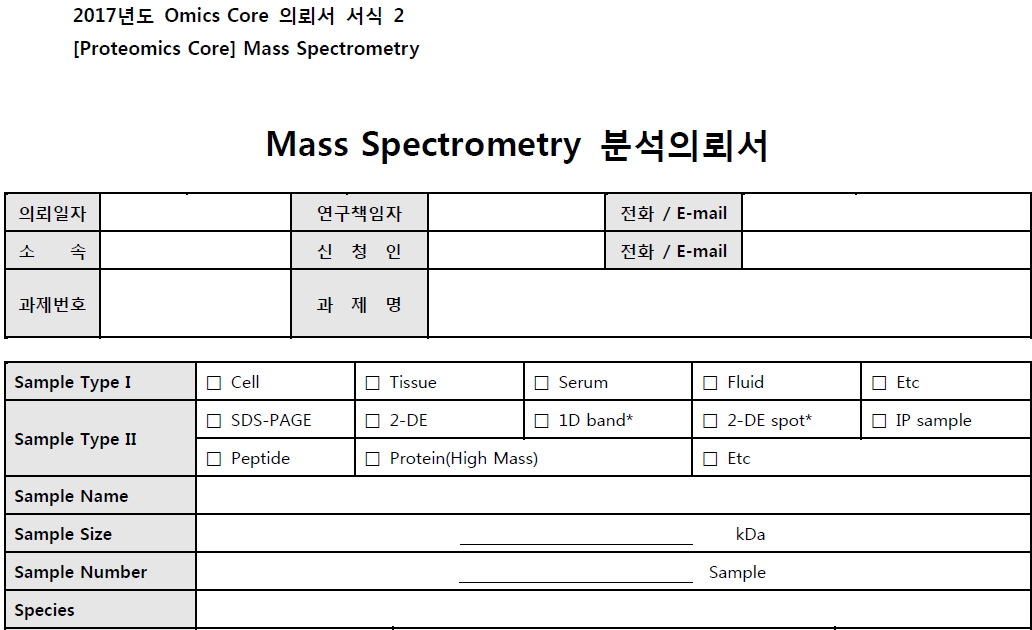 2017년도 Omics Core 의뢰서 서식 2
[Proteomics Core] Mass Spectrometry
Mass Spectrometry 분석의뢰서
의뢰일자 연구책임자 전화 / E-mail
소 속 신 청 인 전화 / E-mail
과제번호 과 제 명
Sample Type I □ Cell □ Tissue □ Serum □ Fluid □ Etc
Sample Type II □ SDS-PAGE □ 2-DE □ 1D band* □ 2-DE spot* □ IP sample
□ Peptide □ Protein(High Mass) □ Etc
Sample Name
Sample Size kDa
Sample Number Sample
Species